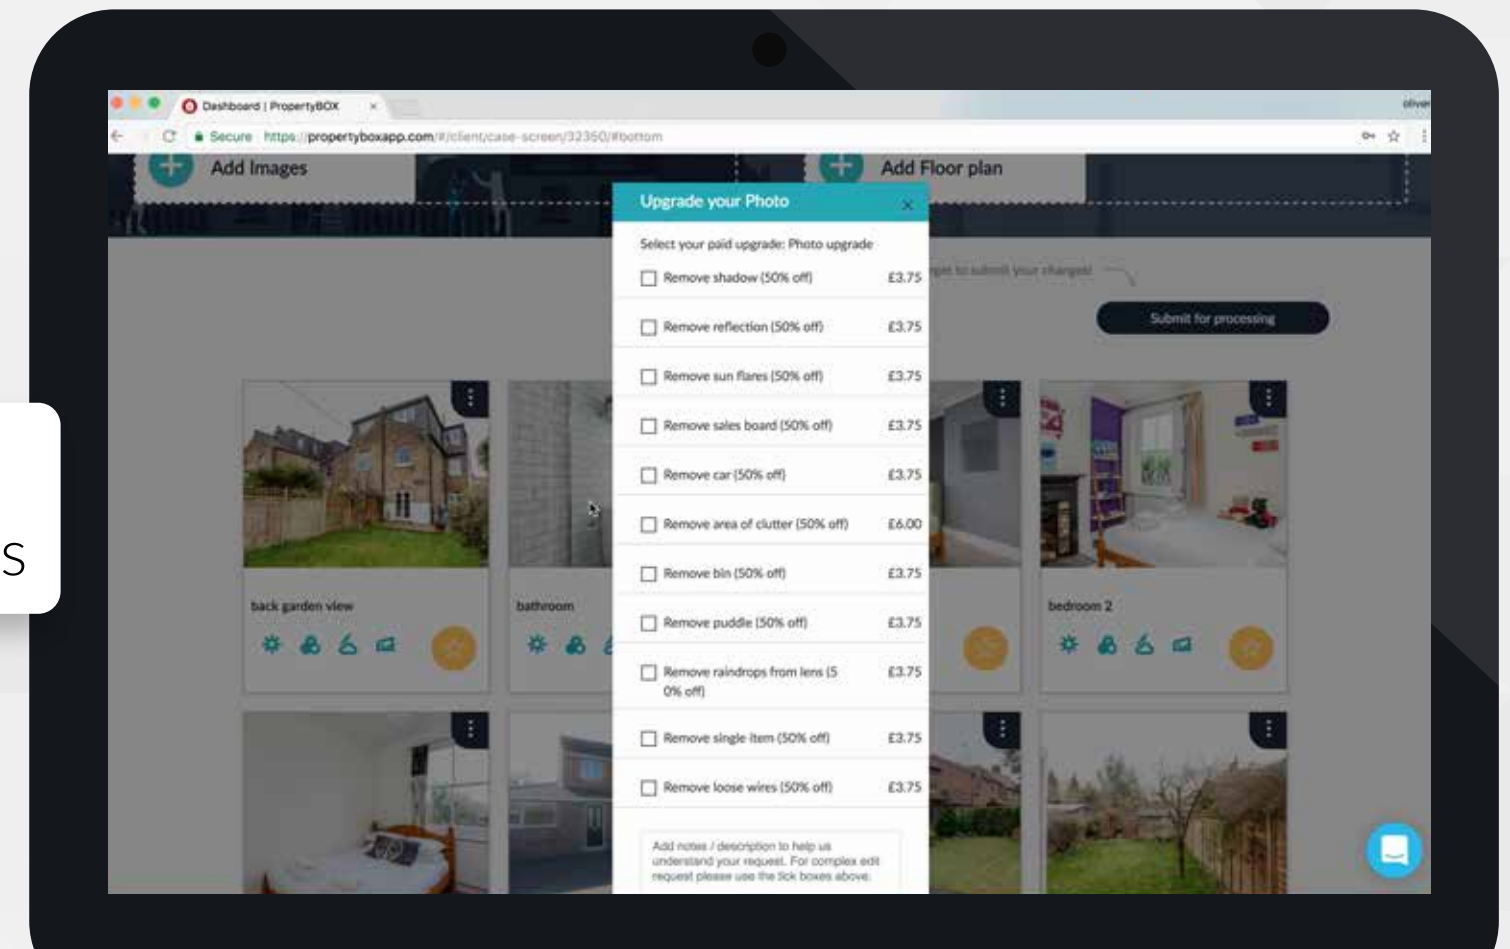 Dashboard | PropertyBOX
Secure https://propertyboxapp.com/#/client/case-screen/32350/#bottom
Add Images
Add Floor plan
Upgrade your Photo
Select your paid upgrade: Photo upgrade
Remove shadow (50% off) £3.75
Remove reflection (50% off) £3.75
Remove sun flares (50% off) £3.75
Remove sales board (50% off) £3.75
Remove car (50% off) £3.75
Remove area of clutter (50% off) £6.00
Remove bin (50% off) £3.75
Remove puddle (50% off) £3.75
Remove raindrops from lens (5 £3.75
0% off)
Remove single item (50% off) £3.75
Remove loose wires (50% off) £3.75
Add notes / description to help us
understand your request. For complex edit
request please use the tick boxes above.
to submit your changes!
Submit for processing
back garden view
bathroom
bedroom 2
s